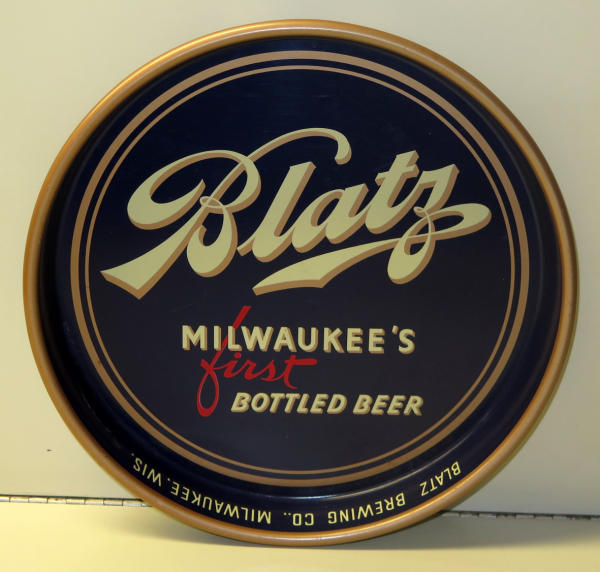 Blatz
MILWAUKEE'S
first
BOTTLED BEER
BLATZ BREWING CO., MILWAUKEE, WIS.